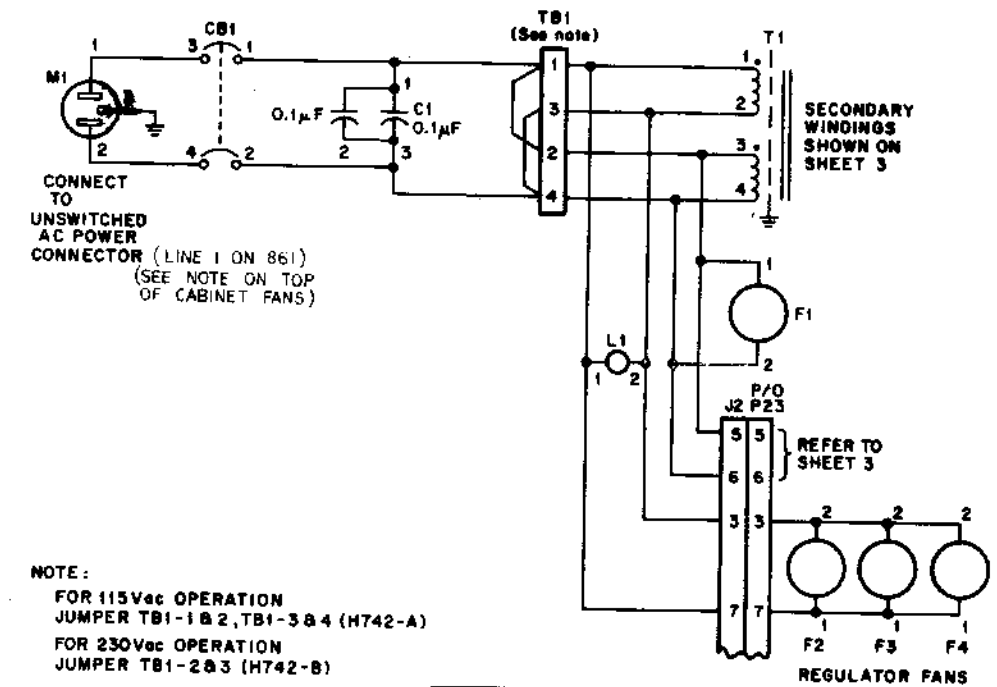 TB1
(See note)
CB1
T1
1
3
1
1
1
M1
1
2
3
SECONDARY
WINDINGS
SHOWN ON
SHEET 3
0.1µF
C1
0.1µF
2
3
2
3
4
4
2
4
2
CONNECT
TO
UNSWITCHED
AC POWER
CONNECTOR (LINE 1 ON 861)
(SEE NOTE ON TOP
OF CABINET FANS)
1
F1
2
L1
1
2
P/O
J2 P23
5 5
6 6
REFER TO
SHEET 3
3 3
2
2
2
7 7
1
1
1
F2
F3
F4
REGULATOR FANS
NOTE:
FOR 115Vac OPERATION
JUMPER TB1-1&2, TB1-3&4 (H742-A)
FOR 230Vac OPERATION
JUMPER TB1-2&3 (H742-B)